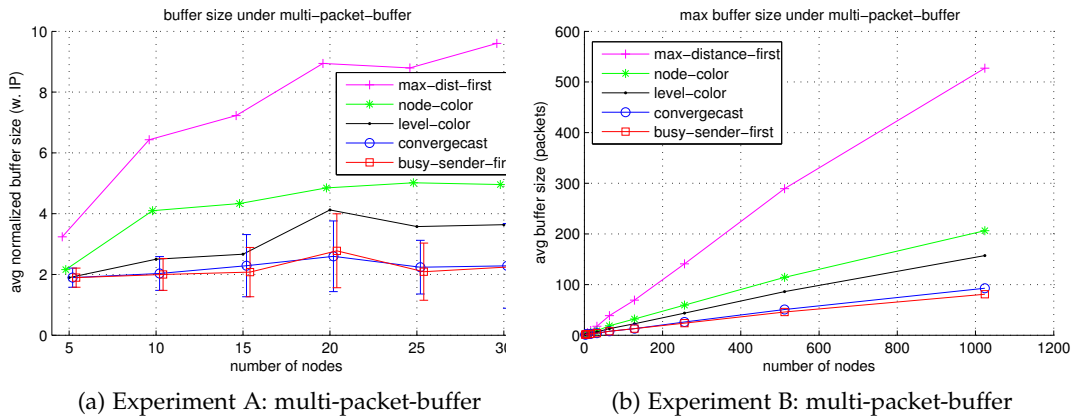 buffer size under multi-packet-buffer
10
8
6
4
2
0
avg normalized buffer size (w. IP)
max-dist-first
node-color
level-color
convergecast
busy-sender-fir
5
10
15
20
25
30
number of nodes
(a) Experiment A: multi-packet-buffer
max buffer size under multi-packet-buffer
600
500
400
300
200
100
0
avg buffer size (packets)
max-distance-first
node-color
level-color
convergecast
busy-sender-first
0
200
400
600
800
1000
1200
number of nodes
(b) Experiment B: multi-packet-buffer